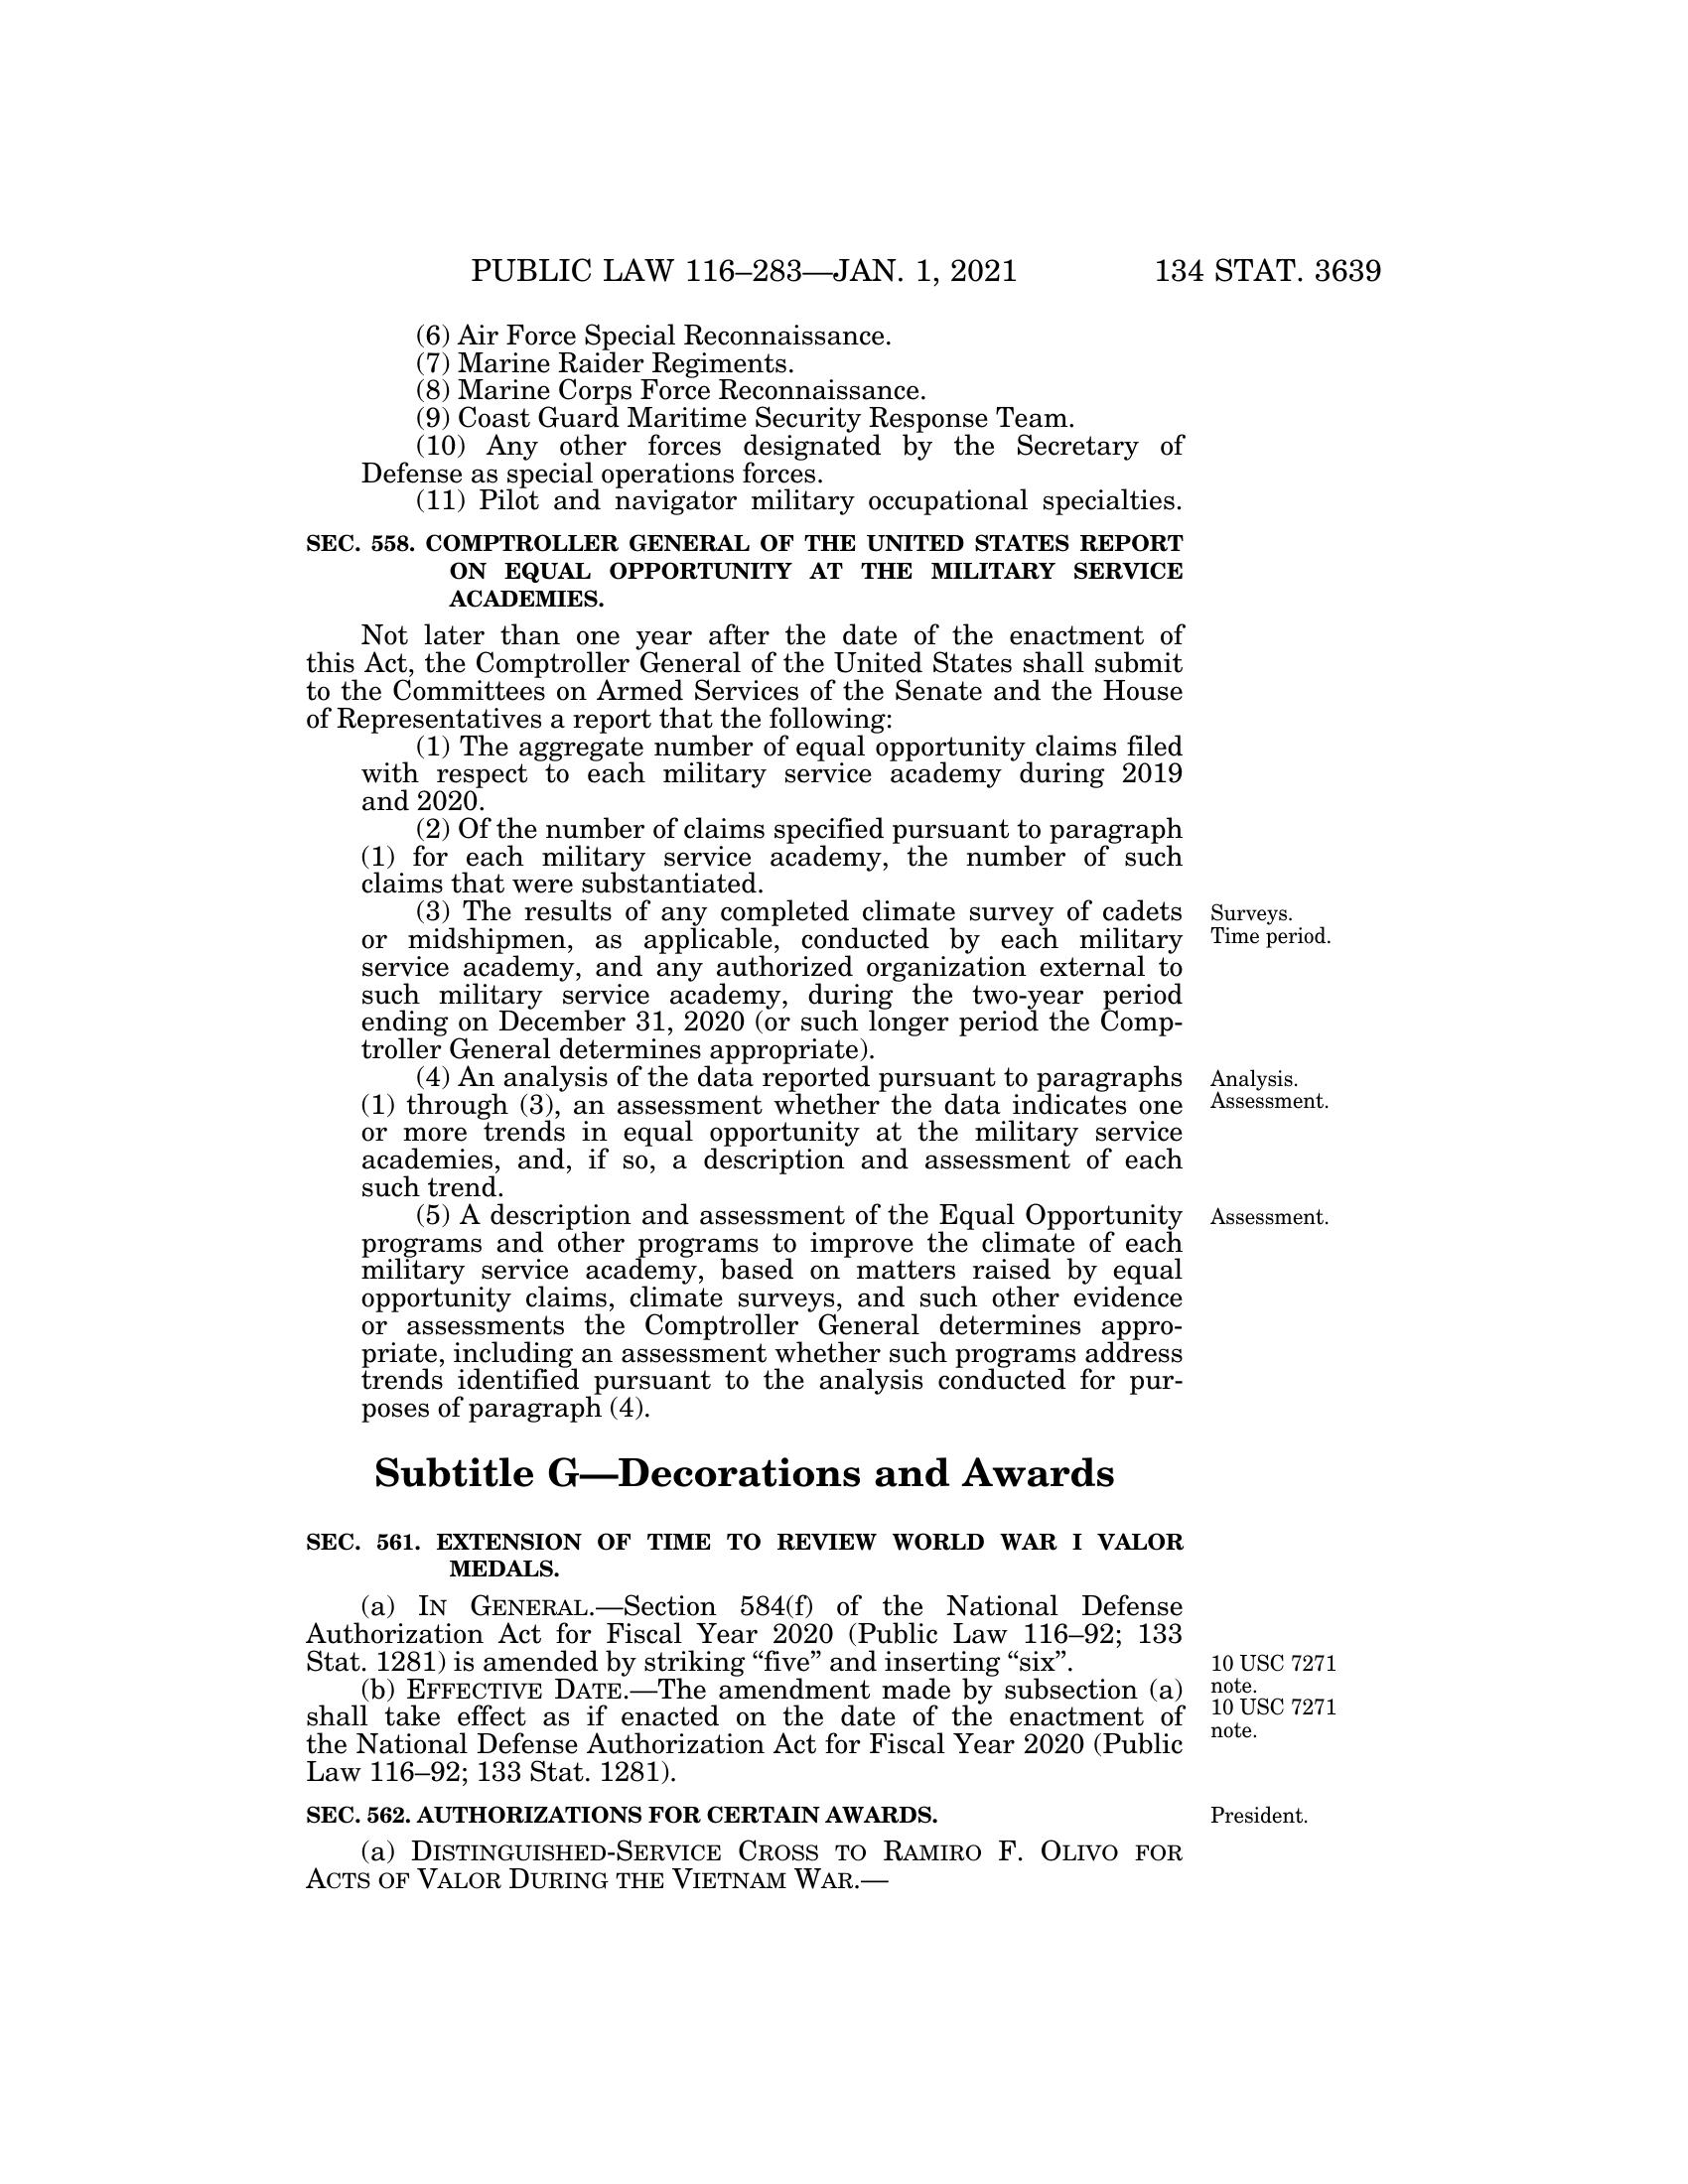 PUBLIC LAW 116–283—JAN. 1, 2021 134 STAT. 3639
(6) Air Force Special Reconnaissance.
(7) Marine Raider Regiments.
(8) Marine Corps Force Reconnaissance.
(9) Coast Guard Maritime Security Response Team.
(10) Any other forces designated by the Secretary of
Defense as special operations forces.
(11) Pilot and navigator military occupational specialties.
SEC. 558. COMPTROLLER GENERAL OF THE UNITED STATES REPORT
ON EQUAL OPPORTUNITY AT THE MILITARY SERVICE
ACADEMIES.
Not later than one year after the date of the enactment of
this Act, the Comptroller General of the United States shall submit
to the Committees on Armed Services of the Senate and the House
of Representatives a report that the following:
(1) The aggregate number of equal opportunity claims filed
with respect to each military service academy during 2019
and 2020.
(2) Of the number of claims specified pursuant to paragraph
(1) for each military service academy, the number of such
claims that were substantiated.
(3) The results of any completed climate survey of cadets
or midshipmen, as applicable, conducted by each military
service academy, and any authorized organization external to
such military service academy, during the two-year period
ending on December 31, 2020 (or such longer period the Comp-
troller General determines appropriate).
Surveys.
Time period.
(4) An analysis of the data reported pursuant to paragraphs
(1) through (3), an assessment whether the data indicates one
or more trends in equal opportunity at the military service
academies, and, if so, a description and assessment of each
such trend.
Analysis.
Assessment.
(5) A description and assessment of the Equal Opportunity
programs and other programs to improve the climate of each
military service academy, based on matters raised by equal
opportunity claims, climate surveys, and such other evidence
or assessments the Comptroller General determines appro-
priate, including an assessment whether such programs address
trends identified pursuant to the analysis conducted for pur-
poses of paragraph (4).
Assessment.
Subtitle G—Decorations and Awards
SEC. 561. EXTENSION OF TIME TO REVIEW WORLD WAR I VALOR
MEDALS.
(a) IN GENERAL.—Section 584(f) of the National Defense
Authorization Act for Fiscal Year 2020 (Public Law 116–92; 133
Stat. 1281) is amended by striking “five” and inserting “six”.
10 USC 7271
note.
(b) EFFECTIVE DATE.—The amendment made by subsection (a)
shall take effect as if enacted on the date of the enactment of
the National Defense Authorization Act for Fiscal Year 2020 (Public
Law 116–92; 133 Stat. 1281).
10 USC 7271
note.
SEC. 562. AUTHORIZATIONS FOR CERTAIN AWARDS.
President.
(a) DISTINGUISHED-SERVICE CROSS TO RAMIRO F. OLIVO FOR
ACTS OF VALOR DURING THE VIETNAM WAR.—